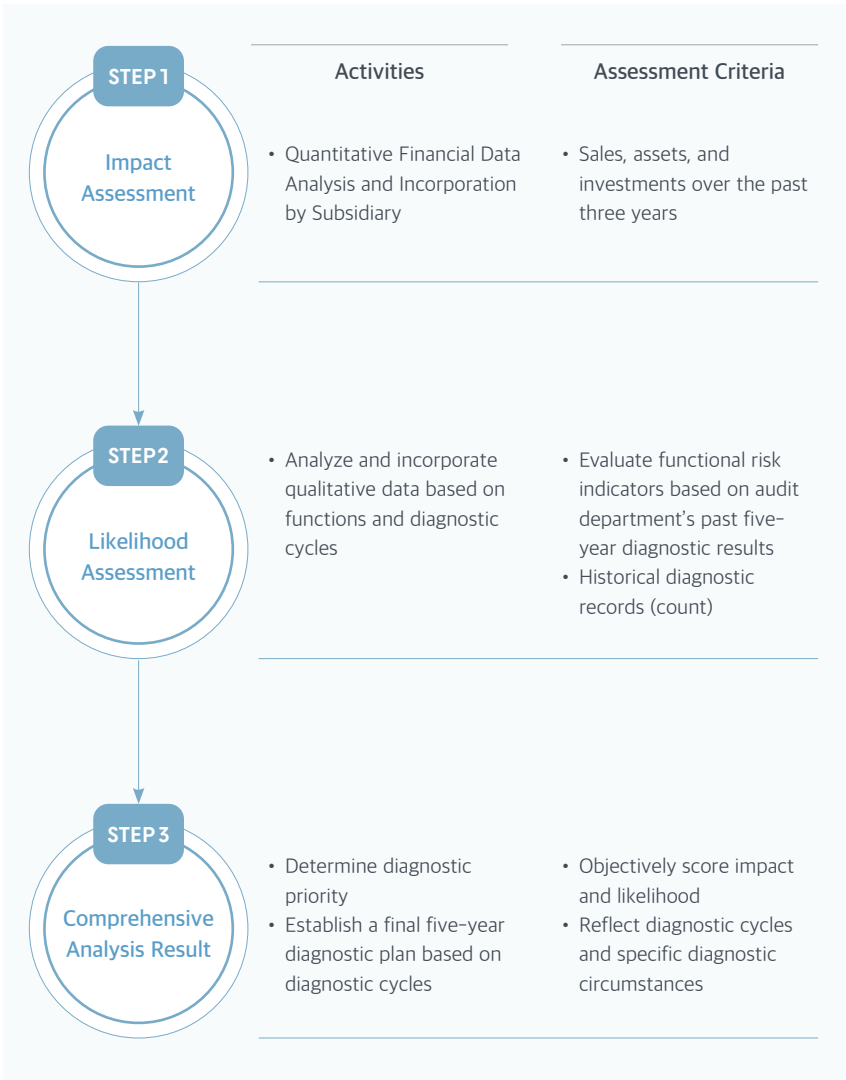 Activities
Assessment Criteria
STEP 1
Impact
Assessment
• Quantitative Financial Data
Analysis and Incorporation
by Subsidiary
• Sales, assets, and
investments over the past
three years
STEP 2
Likelihood
Assessment
• Analyze and incorporate
qualitative data based on
functions and diagnostic
cycles
• Evaluate functional risk
indicators based on audit
department's past five-
year diagnostic results
• Historical diagnostic
records (count)
STEP 3
Comprehensive
Analysis Result
• Determine diagnostic
priority
• Establish a final five-year
diagnostic plan based on
diagnostic cycles
• Objectively score impact
and likelihood
• Reflect diagnostic cycles
and specific diagnostic
circumstances